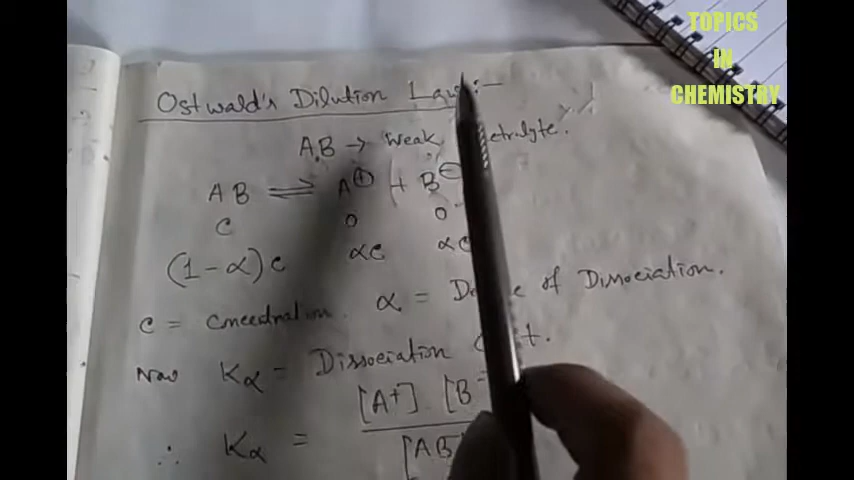 TOPICS
IN
CHEMISTRY
Ostwald's Dilution Law:-
A,B → Weak
AB ⇌ A⊕ + B⊖
C 0 0
(1-α)c αc αc
c = α = of Dissociation.
Now Kα = Dissociation
[A+] [B-
∴ Kα =
[AB]